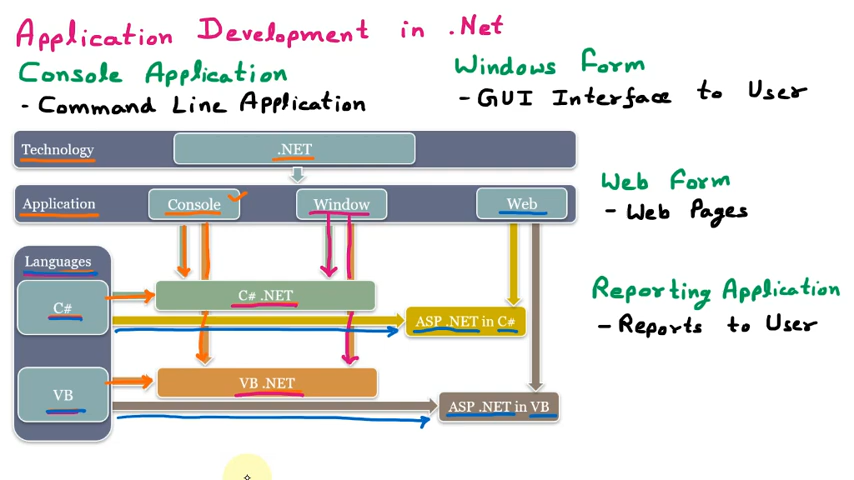 Application Development in .Net
Console Application
- Command Line Application
Windows Form
- GUI Interface to User
Technology
.NET
Application
Console
Window
Web
Web Form
- Web Pages
Languages
C#
C# .NET
ASP .NET in C#
Reporting Application
- Reports to User
VB
VB .NET
ASP .NET in VB